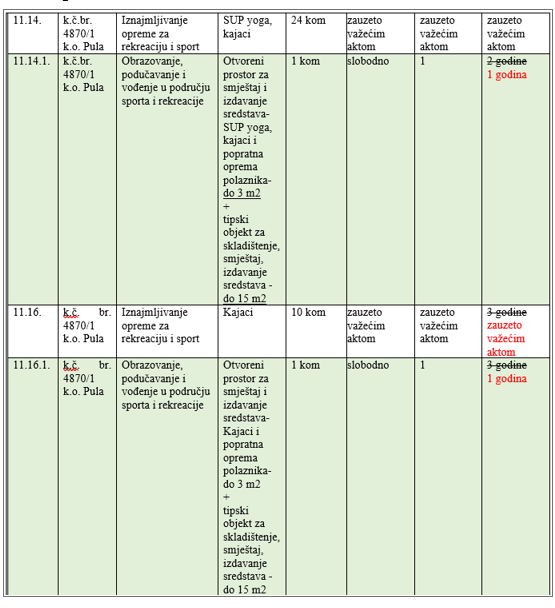 11.14.
k.č.br.
4870/1
k.o. Pula
Iznajmljivanje
opreme za
rekreaciju i sport
SUP yoga,
kajaci
24 kom
zauzeto
važećim
aktom
zauzeto
važećim
aktom
zauzeto
važećim
aktom
11.14.1.
k.č.br.
4870/1
k.o. Pula
Obrazovanje,
podučavanje i
vođenje u području
sporta i rekreacije
Otvoreni
prostor za
smještaj i
izdavanje
sredstava-
SUP yoga,
kajaci i
popratna
oprema
polaznika-
do 3 m2
+
tipski
objekt za
skladištenje,
smještaj,
izdavanje
sredstava -
do 15 m2
1 kom
slobodno
1
2 godine
1 godina
11.16.
k.č. br.
4870/1
k.o. Pula
Iznajmljivanje
opreme za
rekreaciju i sport
Kajaci
10 kom
zauzeto
važećim
aktom
zauzeto
važećim
aktom
3 godine
zauzeto
važećim
aktom
11.16.1.
k.č. br.
4870/1
k.o. Pula
Obrazovanje,
podučavanje i
vođenje u području
sporta i rekreacije
Otvoreni
prostor za
smještaj i
izdavanje
sredstava-
Kajaci i
popratna
oprema
polaznika-
do 3 m2
+
tipski
objekt za
skladištenje,
smještaj,
izdavanje
sredstava -
do 15 m2
1 kom
slobodno
1
3 godine
1 godina